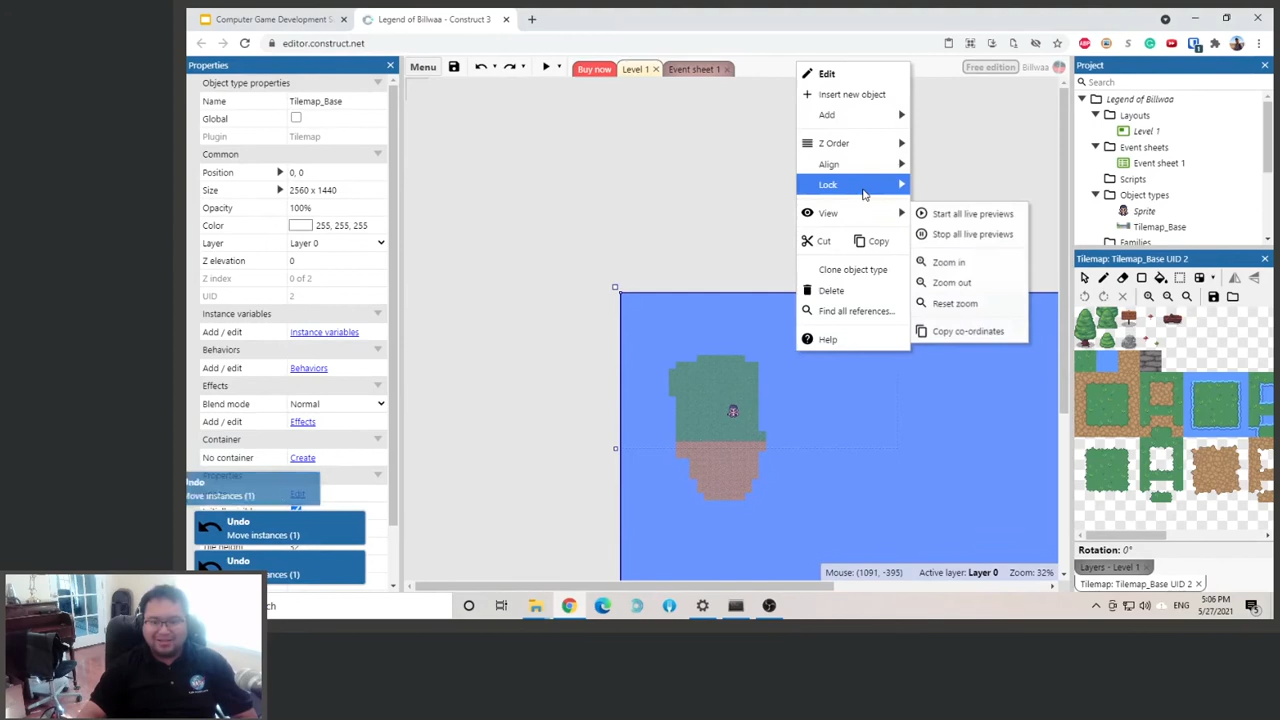 Computer Game Development S
Legend of Billwaa - Construct 3
editor.construct.net
Properties
Menu
Buy now
Level 1
Event sheet 1
Free edition
Billwaa
Project
Object type properties
Name Tilemap_Base
Global
Plugin Tilemap
Common
Position 0, 0
Size 2560 x 1440
Opacity 100%
Color 255, 255, 255
Layer Layer 0
Z elevation 0
Z index 0 of 2
UID 2
Instance variables
Add / edit Instance variables
Behaviors
Add / edit Behaviors
Effects
Blend mode Normal
Add / edit Effects
Container
No container Create
Properties
Edit
Undo
Move instances (1)
Undo
Move instances (1)
Undo
instances (1)
Edit
Insert new object
Add
Z Order
Align
Lock
View
Cut Copy
Clone object type
Delete
Find all references...
Help
Start all live previews
Stop all live previews
Zoom in
Zoom out
Reset zoom
Copy co-ordinates
Mouse: (1091, -395) Active layer: Layer 0 Zoom: 32%
Search
Legend of Billwaa
Layouts
Level 1
Event sheets
Event sheet 1
Scripts
Object types
Sprite
Tilemap_Base
Families
Tilemap: Tilemap_Base UID 2
Rotation: 0°
Layers - Level 1
Tilemap: Tilemap_Base UID 2
ENG
5:06 PM
5/27/2021